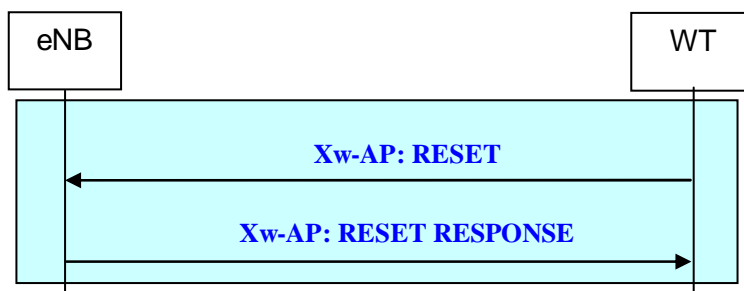 eNB
WT
Xw-AP: RESET
Xw-AP: RESET RESPONSE